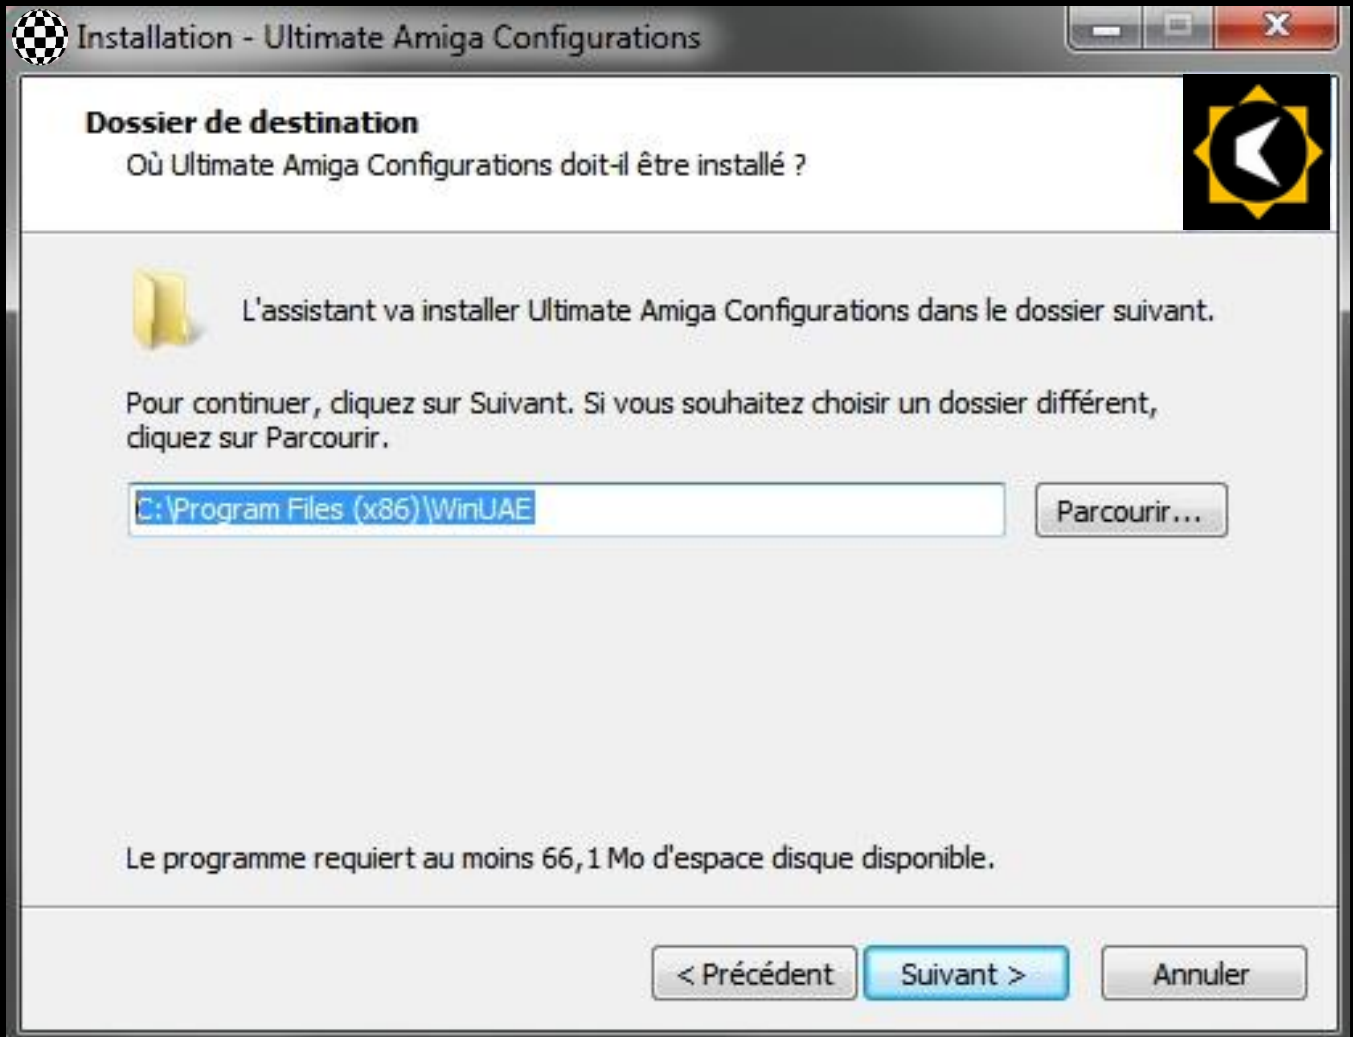 Installation - Ultimate Amiga Configurations
Dossier de destination
Où Ultimate Amiga Configurations doit-il être installé ?
L'assistant va installer Ultimate Amiga Configurations dans le dossier suivant.
Pour continuer, cliquez sur Suivant. Si vous souhaitez choisir un dossier différent,
cliquez sur Parcourir.
C:\Program Files (x86)\WinUAE
Parcourir...
Le programme requiert au moins 66,1 Mo d'espace disque disponible.
< Précédent
Suivant >
Annuler